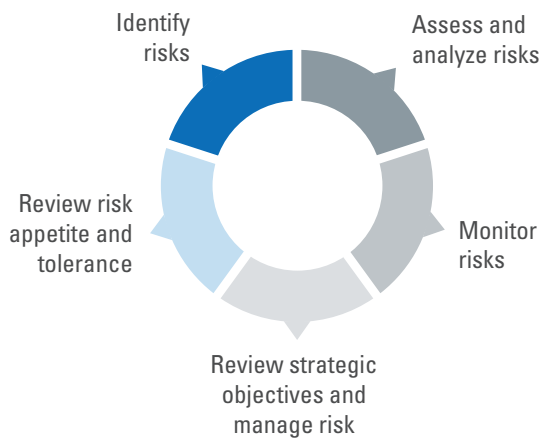 Identify
risks
Assess and
analyze risks
Monitor
risks
Review strategic
objectives and
manage risk
Review risk
appetite and
tolerance